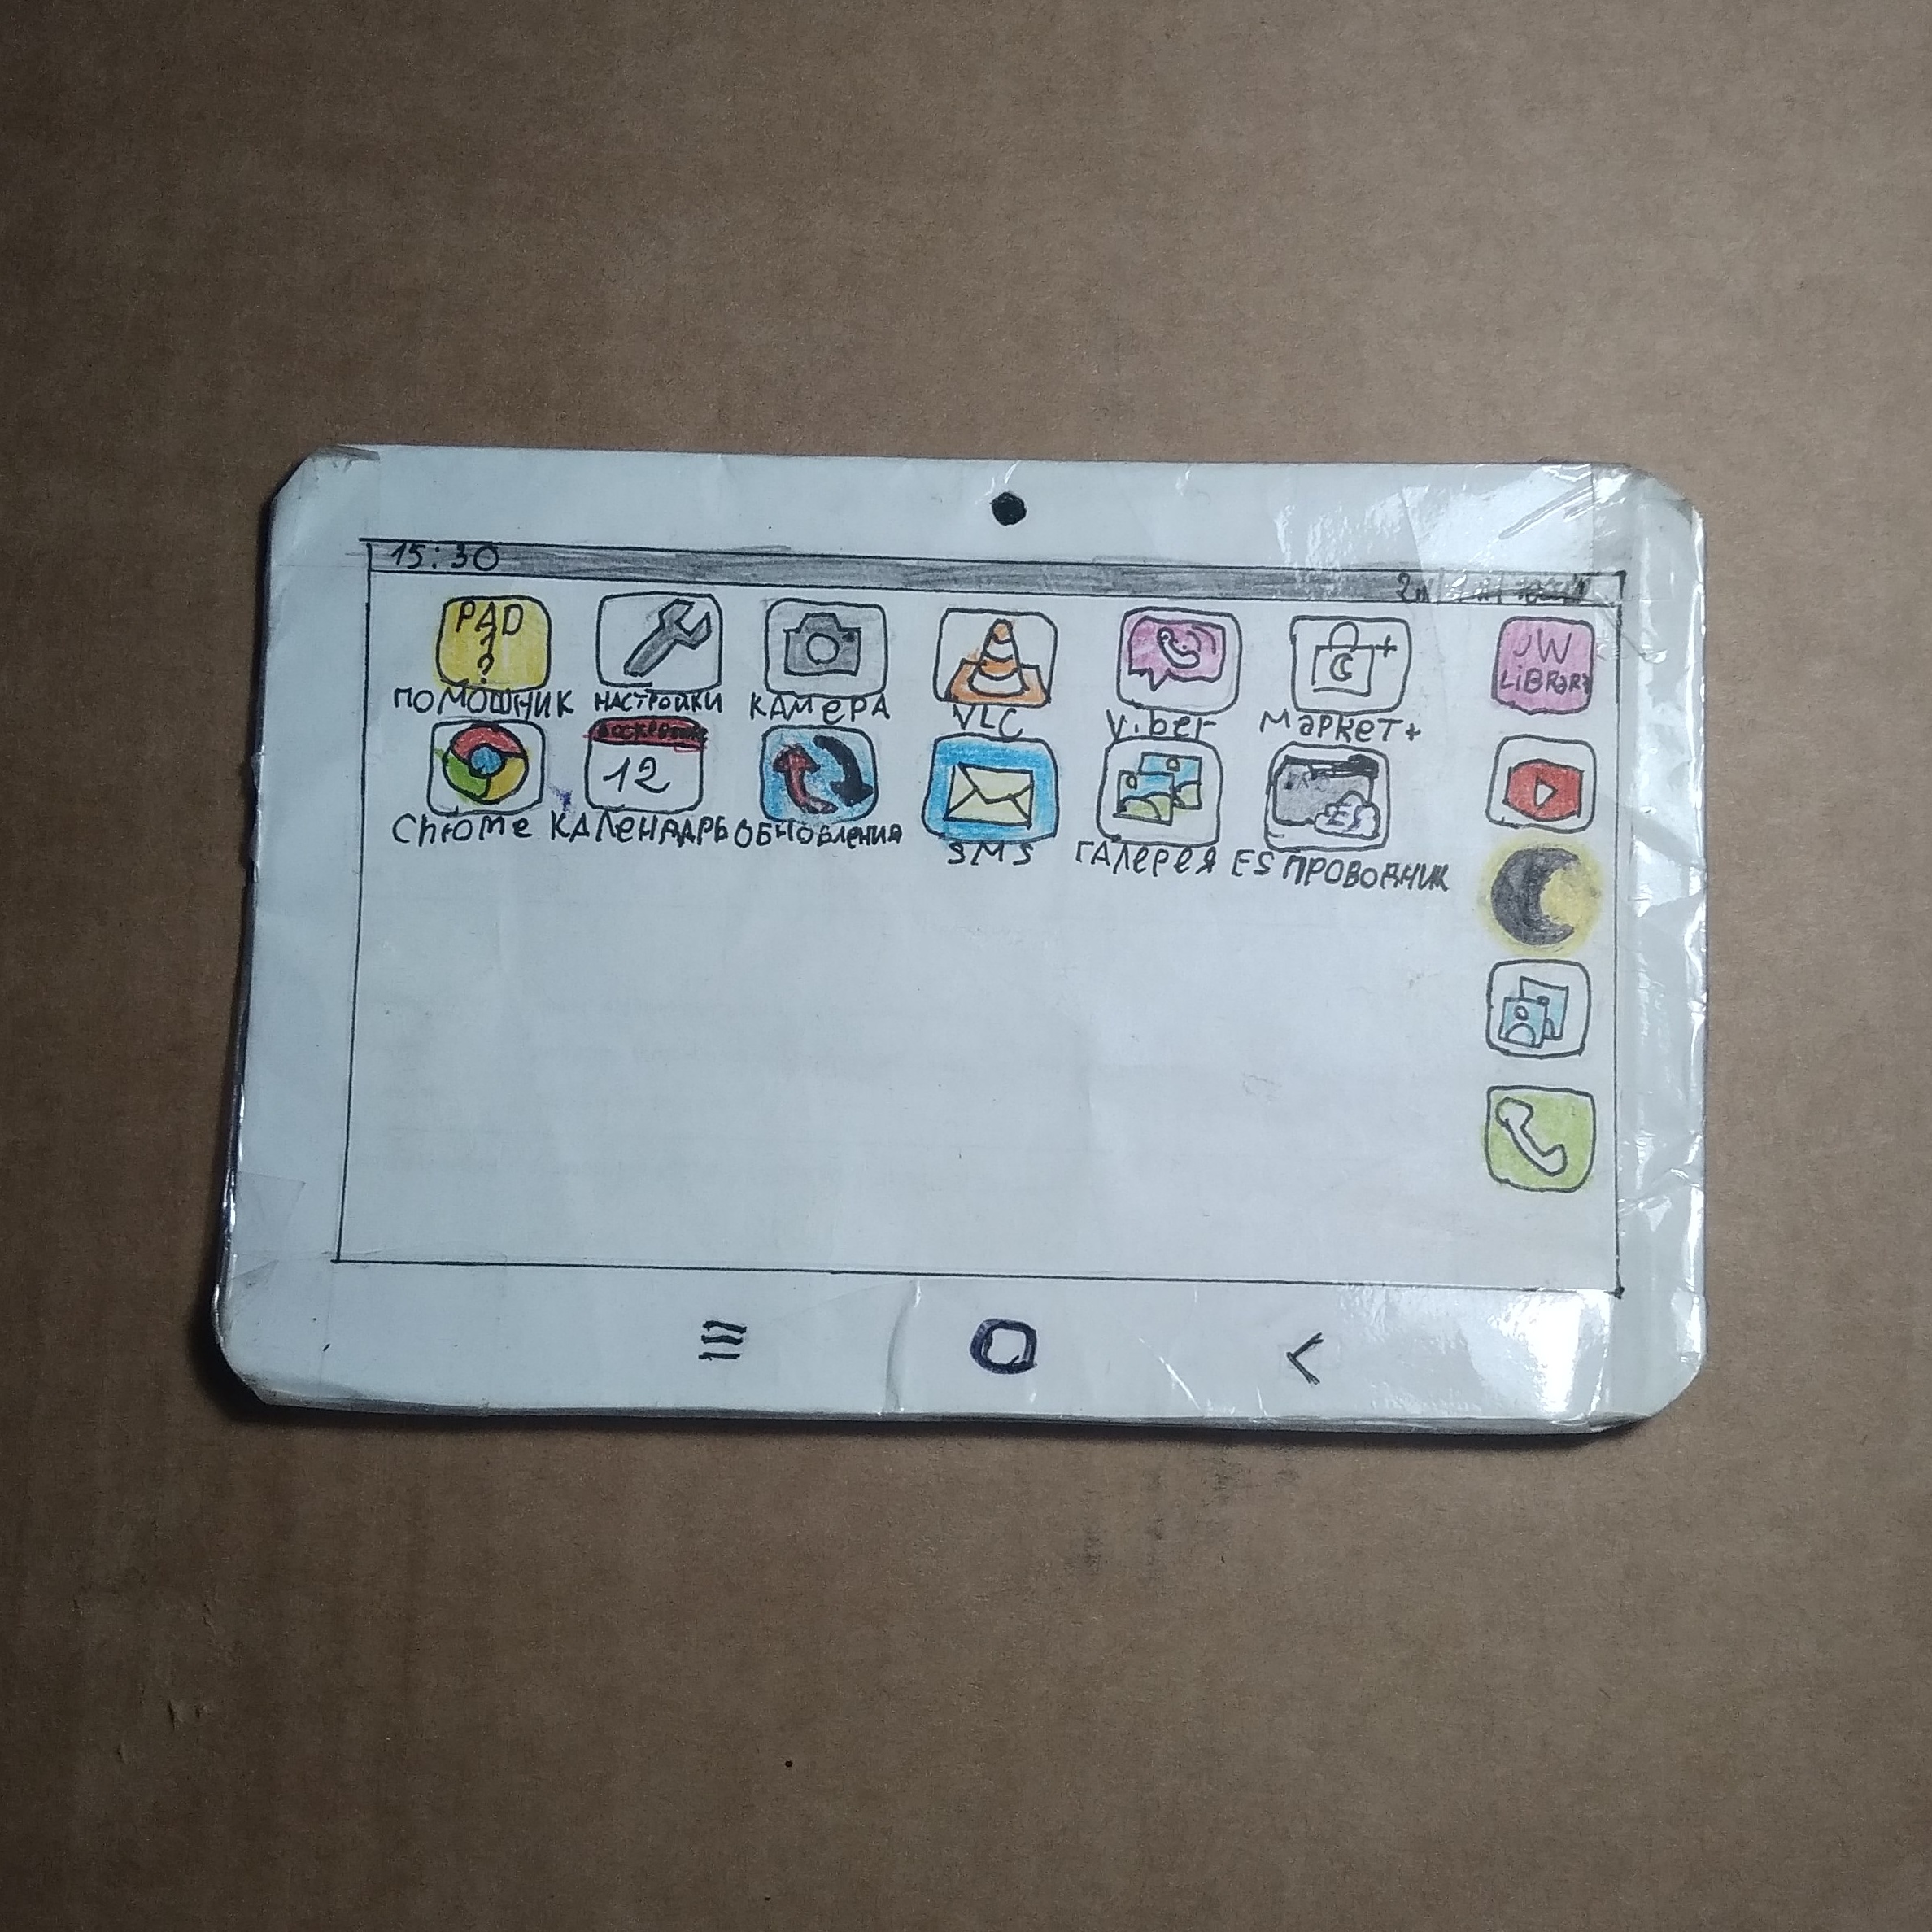 15:30
PAD
?
JW
LiBRARY
ПОМОШНИК НАСТРОЙКИ КАМЕРА VLC Viber Маркет+
12
Chrome КАЛЕНДАРЬ ОБНОВЛЕНИЯ SMS ГАЛЕРЕЯ ES ПРОВОДНИК